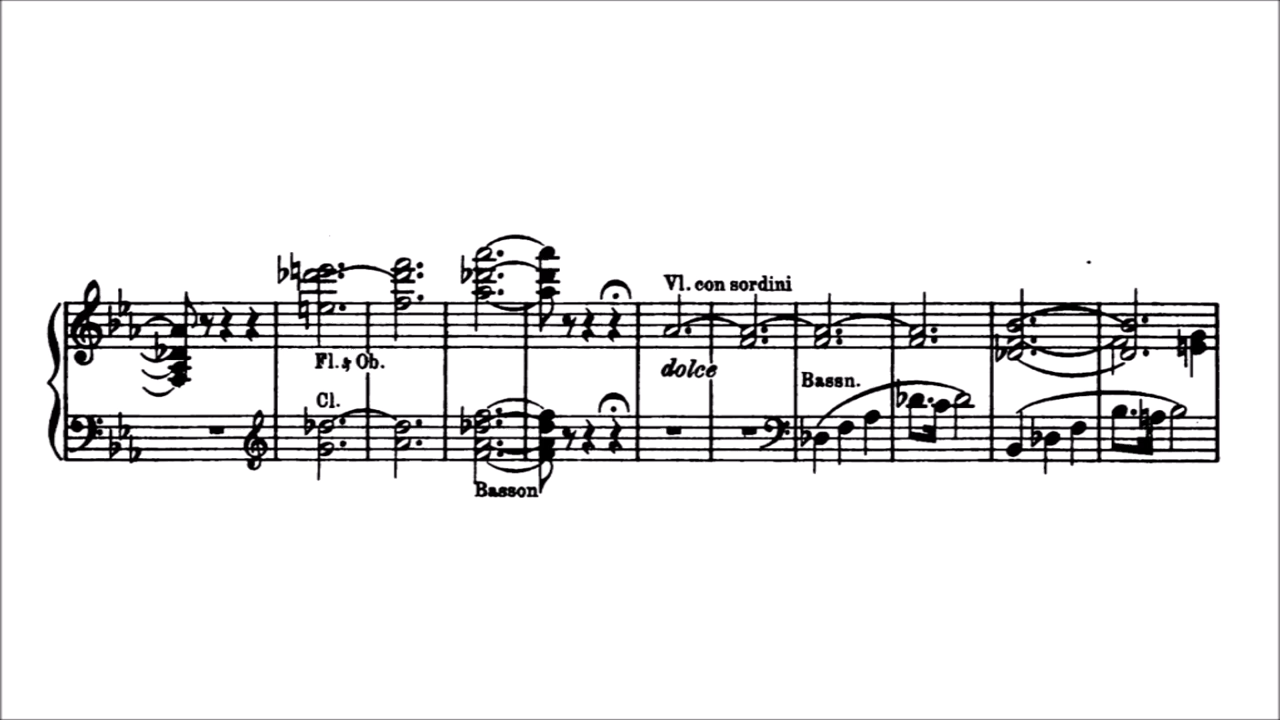 Vl. con sordini
Fl. & Ob.
dolce
Bassn.
Cl.
Basson